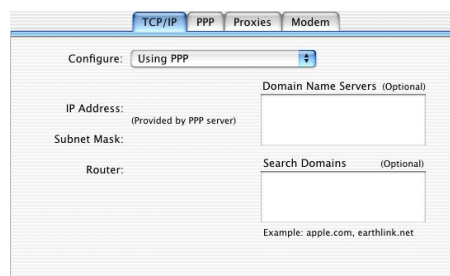 TCP/IP PPP Proxies Modem
Configure: Using PPP
Domain Name Servers (Optional)
IP Address:
(Provided by PPP server)
Subnet Mask:
Router:
Search Domains (Optional)
Example: apple.com, earthlink.net